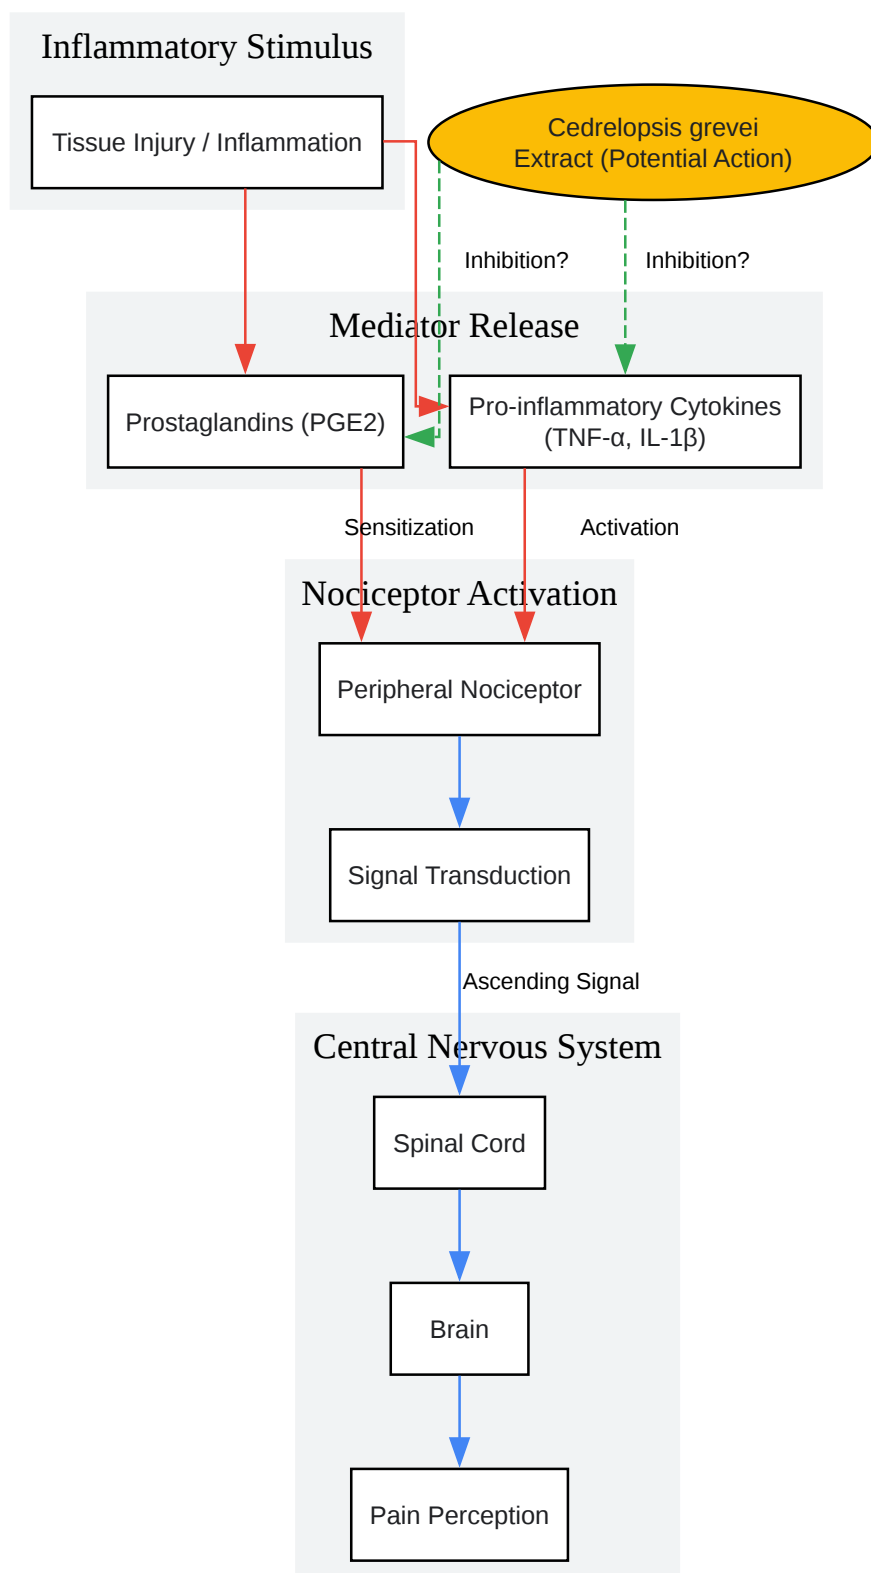 Inflammatory Stimulus
Tissue Injury / Inflammation
Cedrelopsis grevei
Extract (Potential Action)
Inhibition?
Inhibition?
Mediator Release
Prostaglandins (PGE2)
Pro-inflammatory Cytokines
(TNF-α, IL-1β)
Sensitization
Activation
Nociceptor Activation
Peripheral Nociceptor
Signal Transduction
Ascending Signal
Central Nervous System
Spinal Cord
Brain
Pain Perception